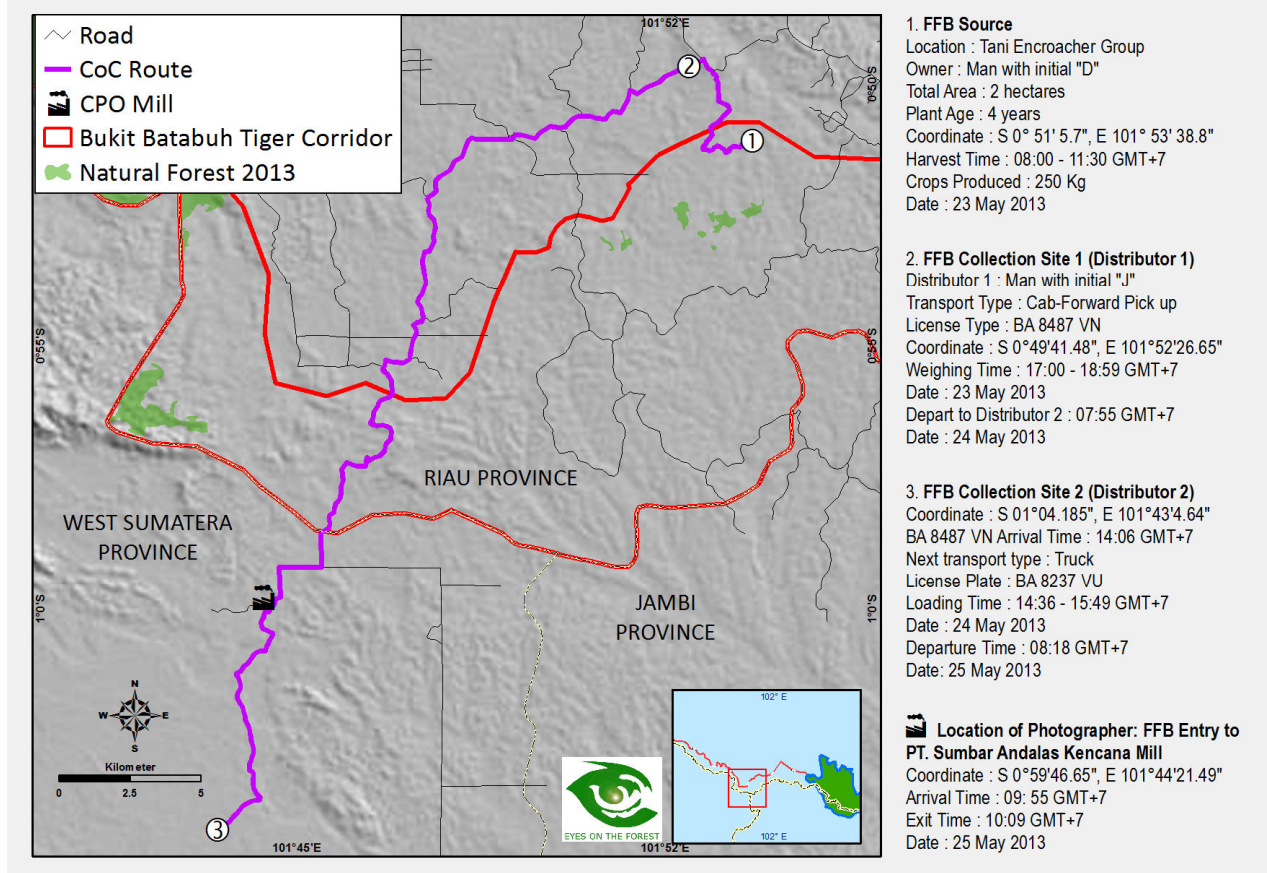 Road
CoC Route
CPO Mill
Bukit Batabuh Tiger Corridor
Natural Forest 2013
101°52'E
0°50'S
0°55'S
0°55'S
1°0'S
1°0'S
101°45'E
101°52'E
1
2
3
RIAU PROVINCE
WEST SUMATERA
PROVINCE
JAMBI
PROVINCE
N
W
E
S
Kilometer
0 2.5 5
EYES ON THE FOREST
102° E
102° E
1. FFB Source
Location : Tani Encroacher Group
Owner : Man with initial "D"
Total Area : 2 hectares
Plant Age : 4 years
Coordinate : S 0° 51' 5.7", E 101° 53' 38.8"
Harvest Time : 08:00 - 11:30 GMT+7
Crops Produced : 250 Kg
Date : 23 May 2013
2. FFB Collection Site 1 (Distributor 1)
Distributor 1 : Man with initial "J"
Transport Type : Cab-Forward Pick up
License Type : BA 8487 VN
Coordinate : S 0°49'41.48", E 101°52'26.65"
Weighing Time : 17:00 - 18:59 GMT+7
Date : 23 May 2013
Depart to Distributor 2 : 07:55 GMT+7
Date : 24 May 2013
3. FFB Collection Site 2 (Distributor 2)
Coordinate : S 01°04.185", E 101°43'4.64"
BA 8487 VN Arrival Time : 14:06 GMT+7
Next transport type : Truck
License Plate : BA 8237 VU
Loading Time : 14:36 - 15:49 GMT+7
Date : 24 May 2013
Departure Time : 08:18 GMT+7
Date: 25 May 2013
Location of Photographer: FFB Entry to
PT. Sumbar Andalas Kencana Mill
Coordinate : S 0°59'46.65", E 101°44'21.49"
Arrival Time : 09: 55 GMT+7
Exit Time : 10:09 GMT+7
Date : 25 May 2013